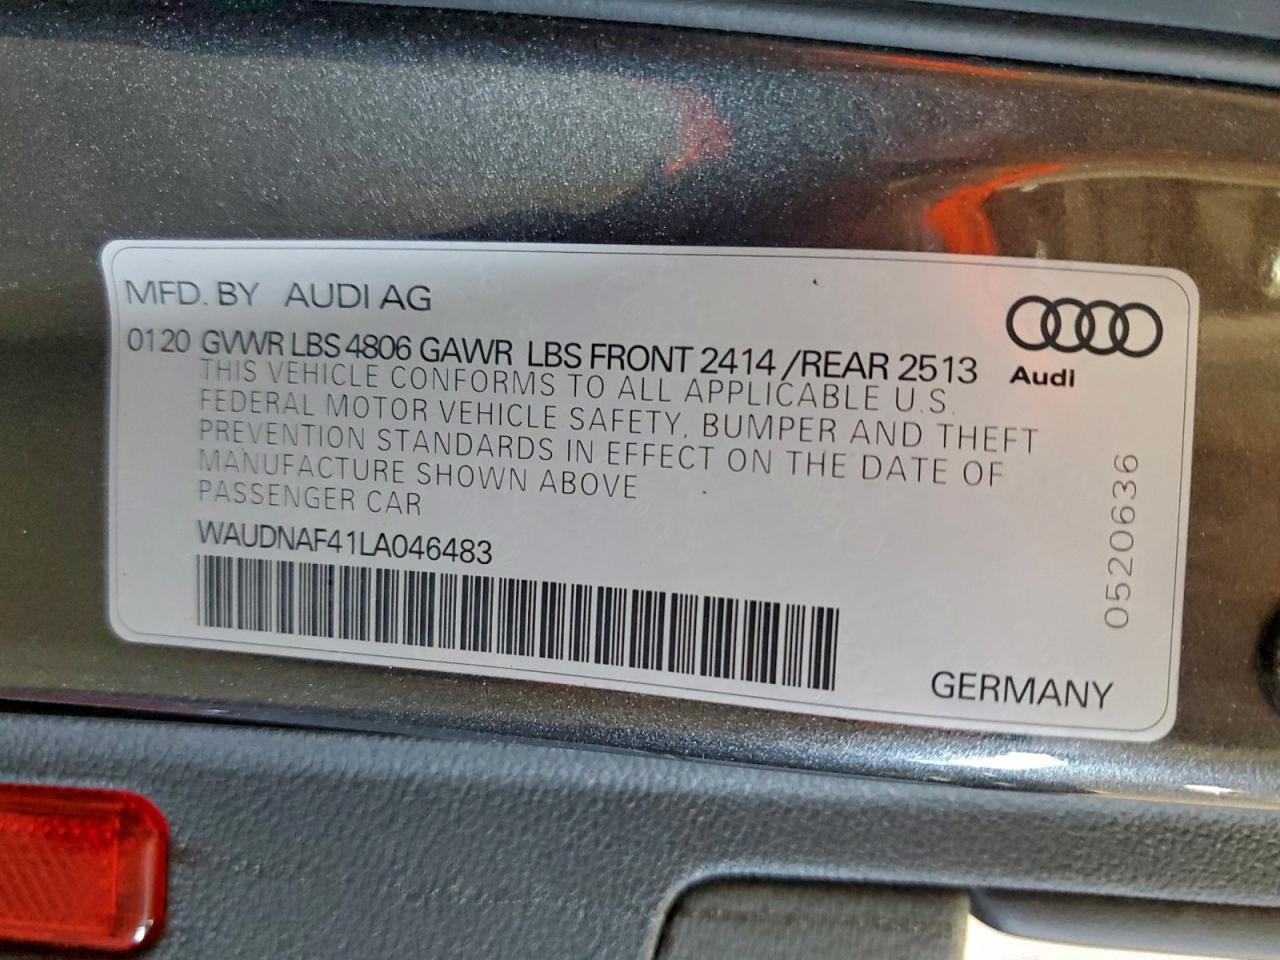 MFD. BY AUDI AG
0120 GVWR LBS 4806 GAWR LBS FRONT 2414 /REAR 2513
Audi
THIS VEHICLE CONFORMS TO ALL APPLICABLE U.S.
FEDERAL MOTOR VEHICLE SAFETY, BUMPER AND THEFT
PREVENTION STANDARDS IN EFFECT ON THE DATE OF
MANUFACTURE SHOWN ABOVE
PASSENGER CAR
WAUDNAF41LA046483
0520636
GERMANY